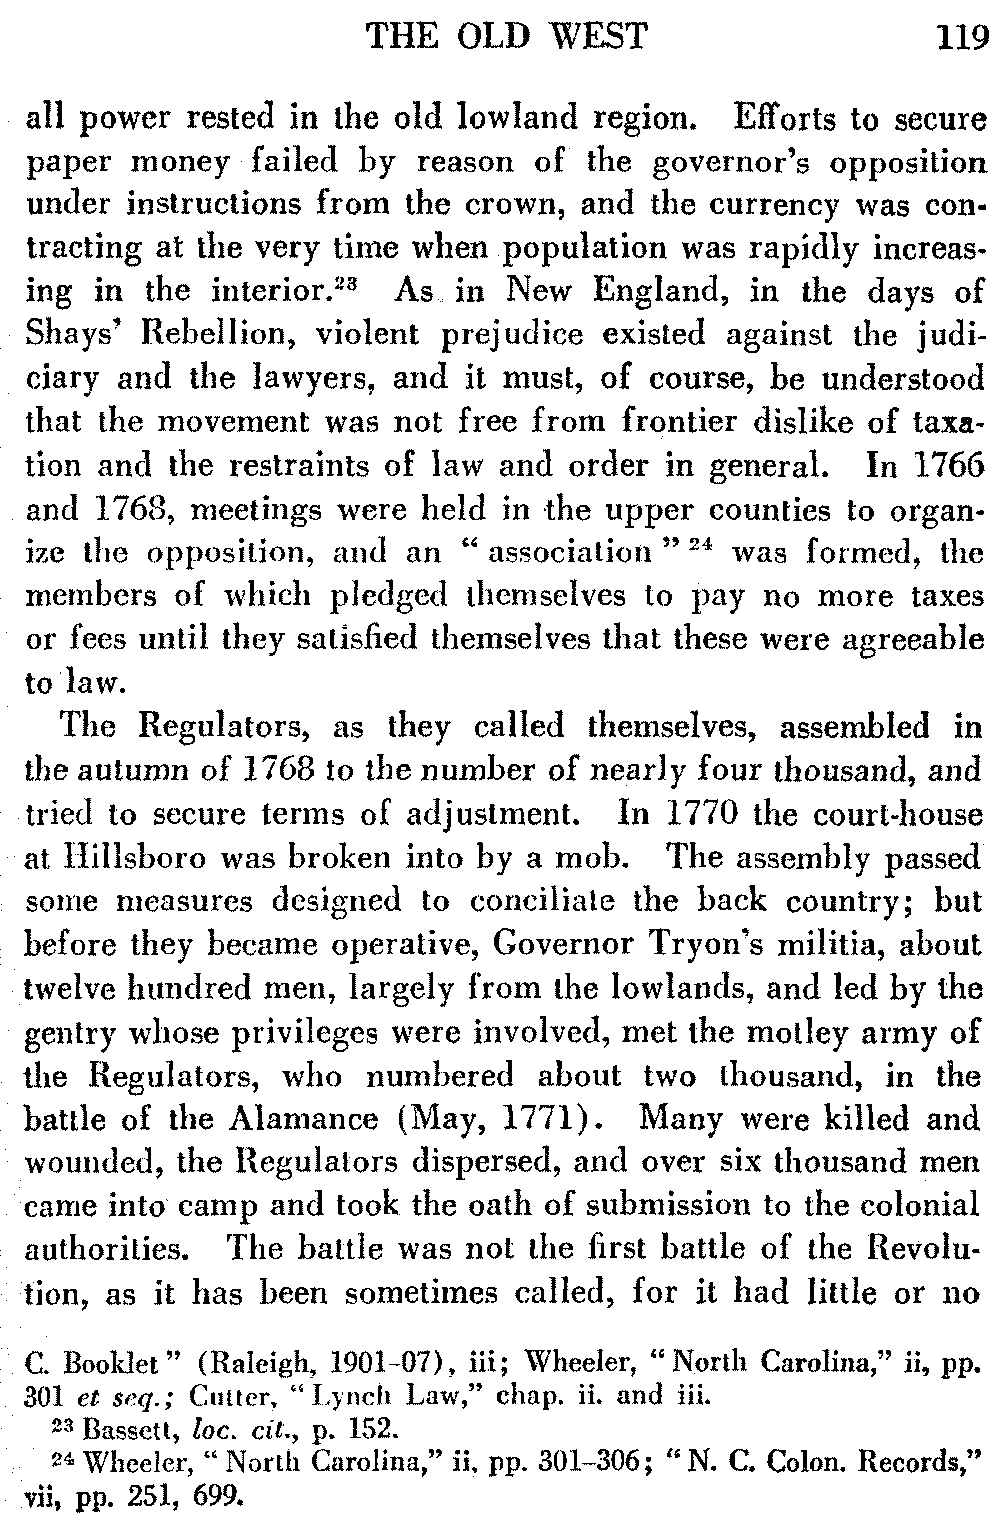 THE OLD WEST 119
all power rested in the old lowland region. Efforts to secure
paper money failed by reason of the governor's opposition
under instructions from the crown, and the currency was con-
tracting at the very time when population was rapidly increas-
ing in the interior.²³ As in New England, in the days of
Shays' Rebellion, violent prejudice existed against the judi-
ciary and the lawyers, and it must, of course, be understood
that the movement was not free from frontier dislike of taxa-
tion and the restraints of law and order in general. In 1766
and 1768, meetings were held in the upper counties to organ-
ize the opposition, and an " association " ²⁴ was formed, the
members of which pledged themselves to pay no more taxes
or fees until they satisfied themselves that these were agreeable
to law.
The Regulators, as they called themselves, assembled in
the autumn of 1768 to the number of nearly four thousand, and
tried to secure terms of adjustment. In 1770 the court-house
at Hillsboro was broken into by a mob. The assembly passed
some measures designed to conciliate the back country; but
before they became operative, Governor Tryon's militia, about
twelve hundred men, largely from the lowlands, and led by the
gentry whose privileges were involved, met the motley army of
the Regulators, who numbered about two thousand, in the
battle of the Alamance (May, 1771). Many were killed and
wounded, the Regulators dispersed, and over six thousand men
came into camp and took the oath of submission to the colonial
authorities. The battle was not the first battle of the Revolu-
tion, as it has been sometimes called, for it had little or no
C. Booklet" (Raleigh, 1901-07), iii; Wheeler, "North Carolina," ii, pp.
301 et seq.; Cutter, "Lynch Law," chap. ii. and iii.
²³ Bassett, loc. cit., p. 152.
²⁴ Wheeler, "North Carolina," ii, pp. 301-306; "N. C. Colon. Records,"
vii, pp. 251, 699.